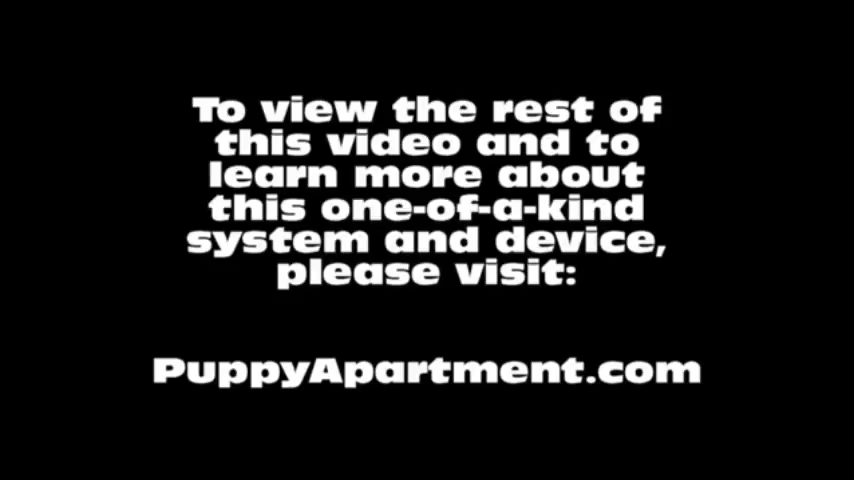 To view the rest of
this video and to
learn more about
this one-of-a-kind
system and device,
please visit:
PuppyApartment.com